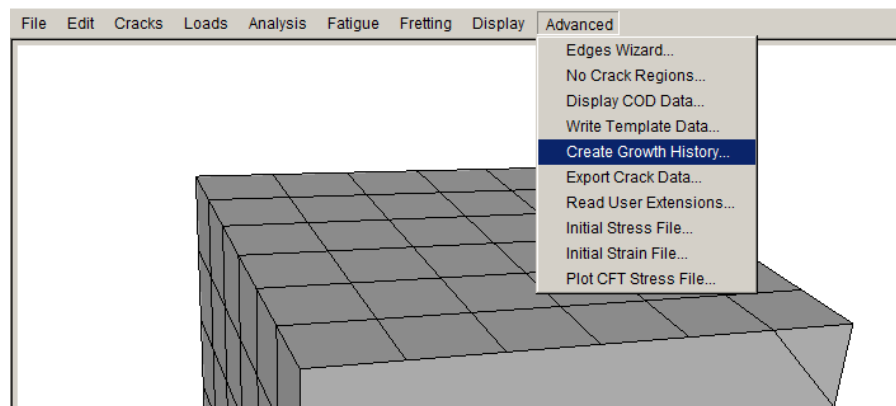 File Edit Cracks Loads Analysis Fatigue Fretting Display Advanced
Edges Wizard...
No Crack Regions...
Display COD Data...
Write Template Data...
Create Growth History...
Export Crack Data...
Read User Extensions...
Initial Stress File...
Initial Strain File...
Plot CFT Stress File...